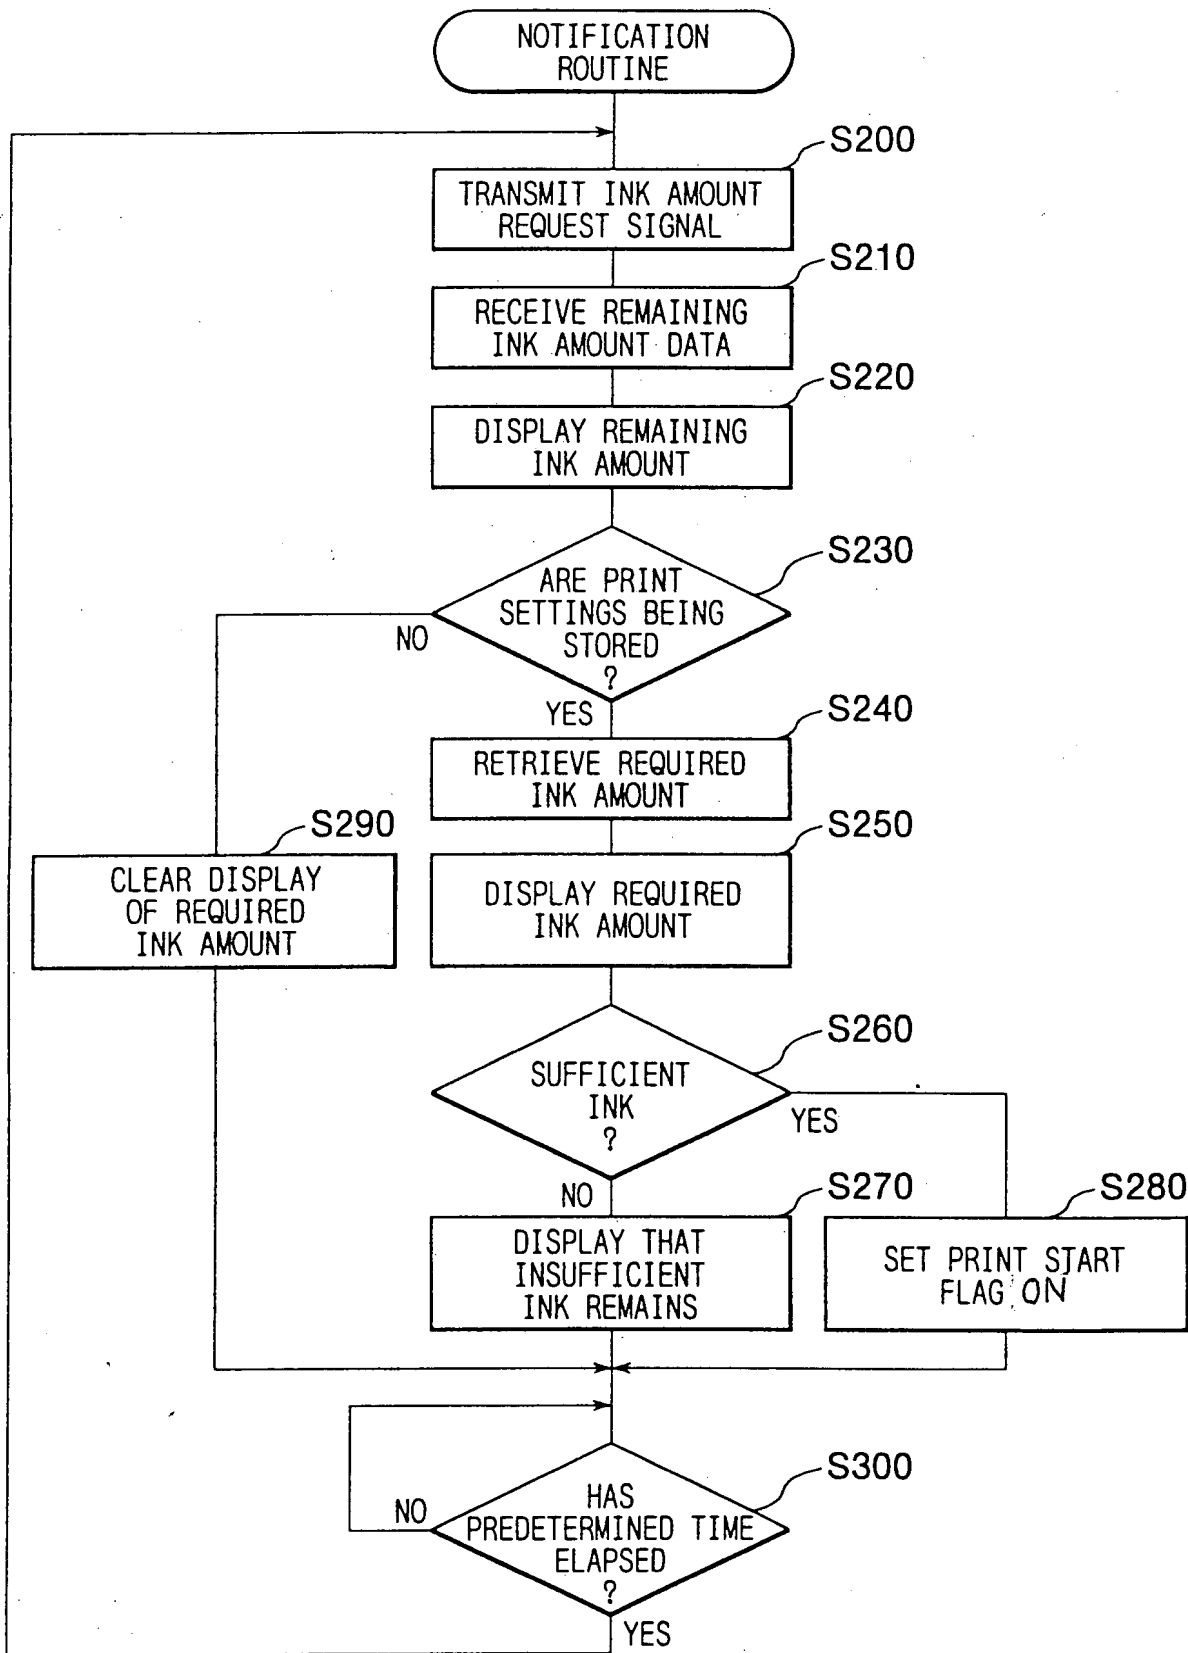 NOTIFICATION
ROUTINE
S200
TRANSMIT INK AMOUNT
REQUEST SIGNAL
S210
RECEIVE REMAINING
INK AMOUNT DATA
S220
DISPLAY REMAINING
INK AMOUNT
S230
ARE PRINT
SETTINGS BEING
STORED
?
NO
YES
S240
RETRIEVE REQUIRED
INK AMOUNT
S290
CLEAR DISPLAY
OF REQUIRED
INK AMOUNT
S250
DISPLAY REQUIRED
INK AMOUNT
S260
SUFFICIENT
INK
?
YES
NO
S270
DISPLAY THAT
INSUFFICIENT
INK REMAINS
S280
SET PRINT START
FLAG ON
S300
HAS
PREDETERMINED TIME
ELAPSED
?
NO
YES